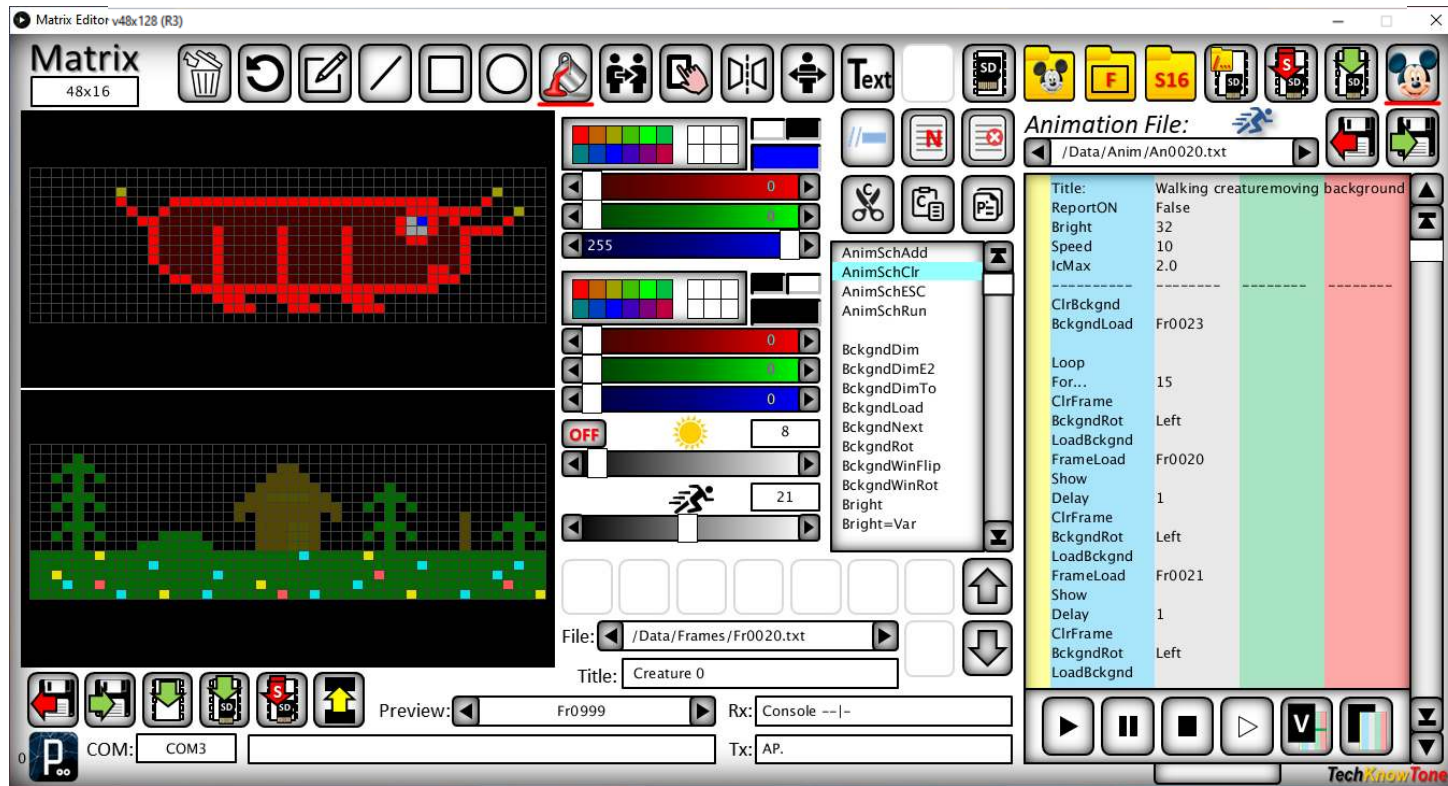 Matrix Editor v48x128 (R3)
Matrix
48x16
Text
SD
F
S16
SD
S
SD
SD
Animation File:
/Data/Anim/An0020.txt
//
N
C
C
P
0
0
255
0
0
0
OFF
8
21
AnimSchAdd
AnimSchClr
AnimSchESC
AnimSchRun
BckgndDim
BckgndDimE2
BckgndDimTo
BckgndLoad
BckgndNext
BckgndRot
BckgndWinFlip
BckgndWinRot
Bright
Bright=Var
Title: Walking creature moving background
ReportON False
Bright 32
Speed 10
IcMax 2.0
---------- -------- -------- --------
ClrBckgnd
BckgndLoad Fr0023
Loop
For... 15
ClrFrame
BckgndRot Left
LoadBckgnd
FrameLoad Fr0020
Show
Delay 1
ClrFrame
BckgndRot Left
LoadBckgnd
FrameLoad Fr0021
Show
Delay 1
ClrFrame
BckgndRot Left
LoadBckgnd
File: /Data/Frames/Fr0020.txt
Title: Creature 0
SD
S
SD
Preview: Fr0999
Rx: Console --|-
0
P
COM: COM3
Tx: AP.
V
TechKnowTone